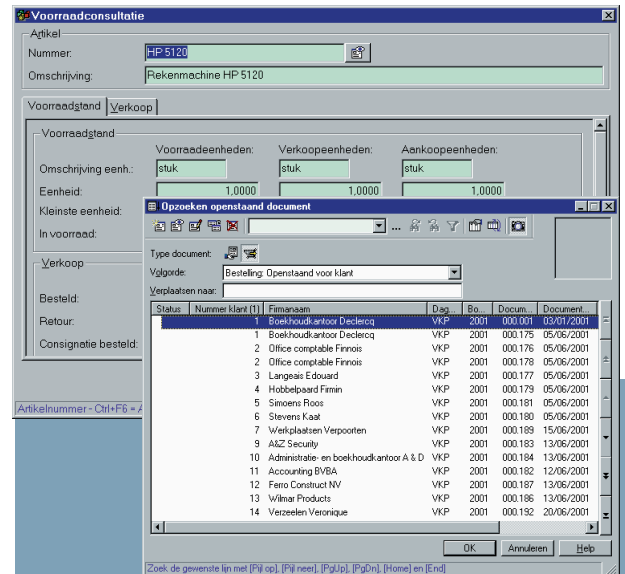 Voorraadconsultatie
Artikel
Nummer: HP 5120
Omschrijving: Rekenmachine HP 5120
Voorraadstand Verkoop
Voorraadstand
Voorraadeenheden: Verkoopeenheden: Aankoopeenheden:
Omschrijving eenh.: stuk stuk stuk
Eenheid: 1,0000 1,0000 1,0000
Kleinste eenheid:
In voorraad:
Verkoop
Besteld:
Retour:
Consignatie besteld:
Artikelnummer - Ctrl+F6 = A
Opzoeken openstaand document
...
Type document:
Volgorde: Bestelling: Openstaand voor klant
Verplaatsen naar:
Status Nummer klant (1) Firmanaam Dag... Bo... Docum... Document...
1 Boekhoudkantoor Declercq VKP 2001 000.001 03/01/2001
1 Boekhoudkantoor Declercq VKP 2001 000.175 05/06/2001
2 Office comptable Finnois VKP 2001 000.176 05/06/2001
2 Office comptable Finnois VKP 2001 000.178 05/06/2001
3 Langeais Edouard VKP 2001 000.177 05/06/2001
4 Hobbelpaard Firmin VKP 2001 000.179 05/06/2001
5 Simoens Roos VKP 2001 000.181 05/06/2001
6 Stevens Kaat VKP 2001 000.180 05/06/2001
7 Werkplaatsen Verpoorten VKP 2001 000.189 15/06/2001
9 A&Z Security VKP 2001 000.183 13/06/2001
10 Administratie- en boekhoudkantoor A & D VKP 2001 000.184 13/06/2001
11 Accounting BVBA VKP 2001 000.182 12/06/2001
12 Ferro Construct NV VKP 2001 000.187 13/06/2001
13 Wilmar Products VKP 2001 000.186 13/06/2001
14 Verzeelen Veronique VKP 2001 000.192 20/06/2001
OK Annuleren Help
Zoek de gewenste lijn met [Pijl op], [Pijl neer], [PgUp], [PgDn], [Home] en [End]